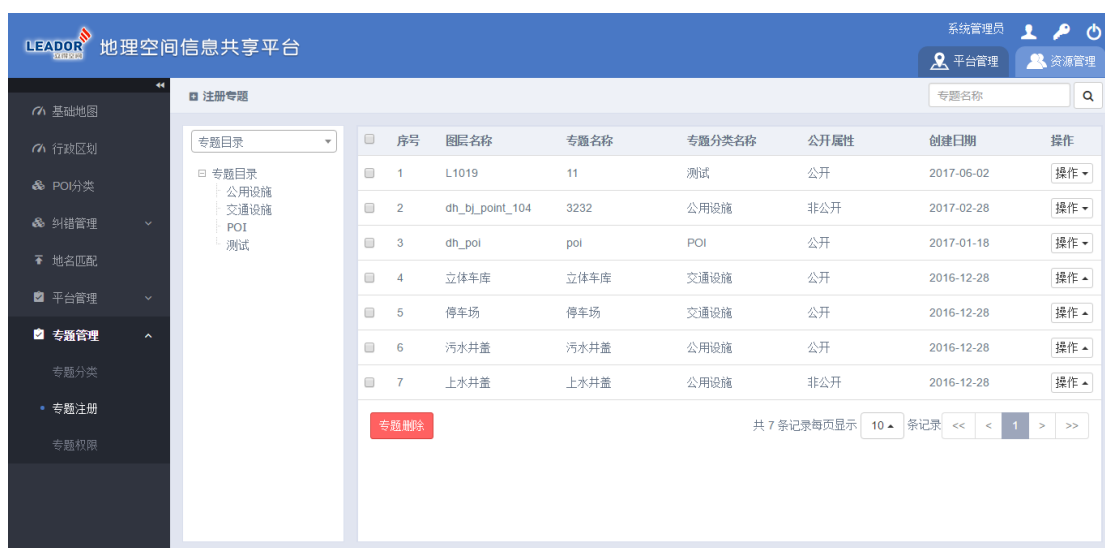 系统管理员
LEADOR
立得空间
地理空间信息共享平台
平台管理
资源管理
基础地图
行政区划
POI分类
纠错管理
地名匹配
平台管理
专题管理
专题分类
专题注册
专题权限
注册专题
专题名称
专题目录
专题目录
公用设施
交通设施
POI
测试
序号 图层名称 专题名称 专题分类名称 公开属性 创建日期 操作
1 L1019 11 测试 公开 2017-06-02 操作
2 dh_bj_point_104 3232 公用设施 非公开 2017-02-28 操作
3 dh_poi poi POI 公开 2017-01-18 操作
4 立体车库 立体车库 交通设施 公开 2016-12-28 操作
5 停车场 停车场 交通设施 公开 2016-12-28 操作
6 污水井盖 污水井盖 公用设施 公开 2016-12-28 操作
7 上水井盖 上水井盖 公用设施 非公开 2016-12-28 操作
专题删除
共 7 条记录每页显示 10 条记录 << < 1 > >>